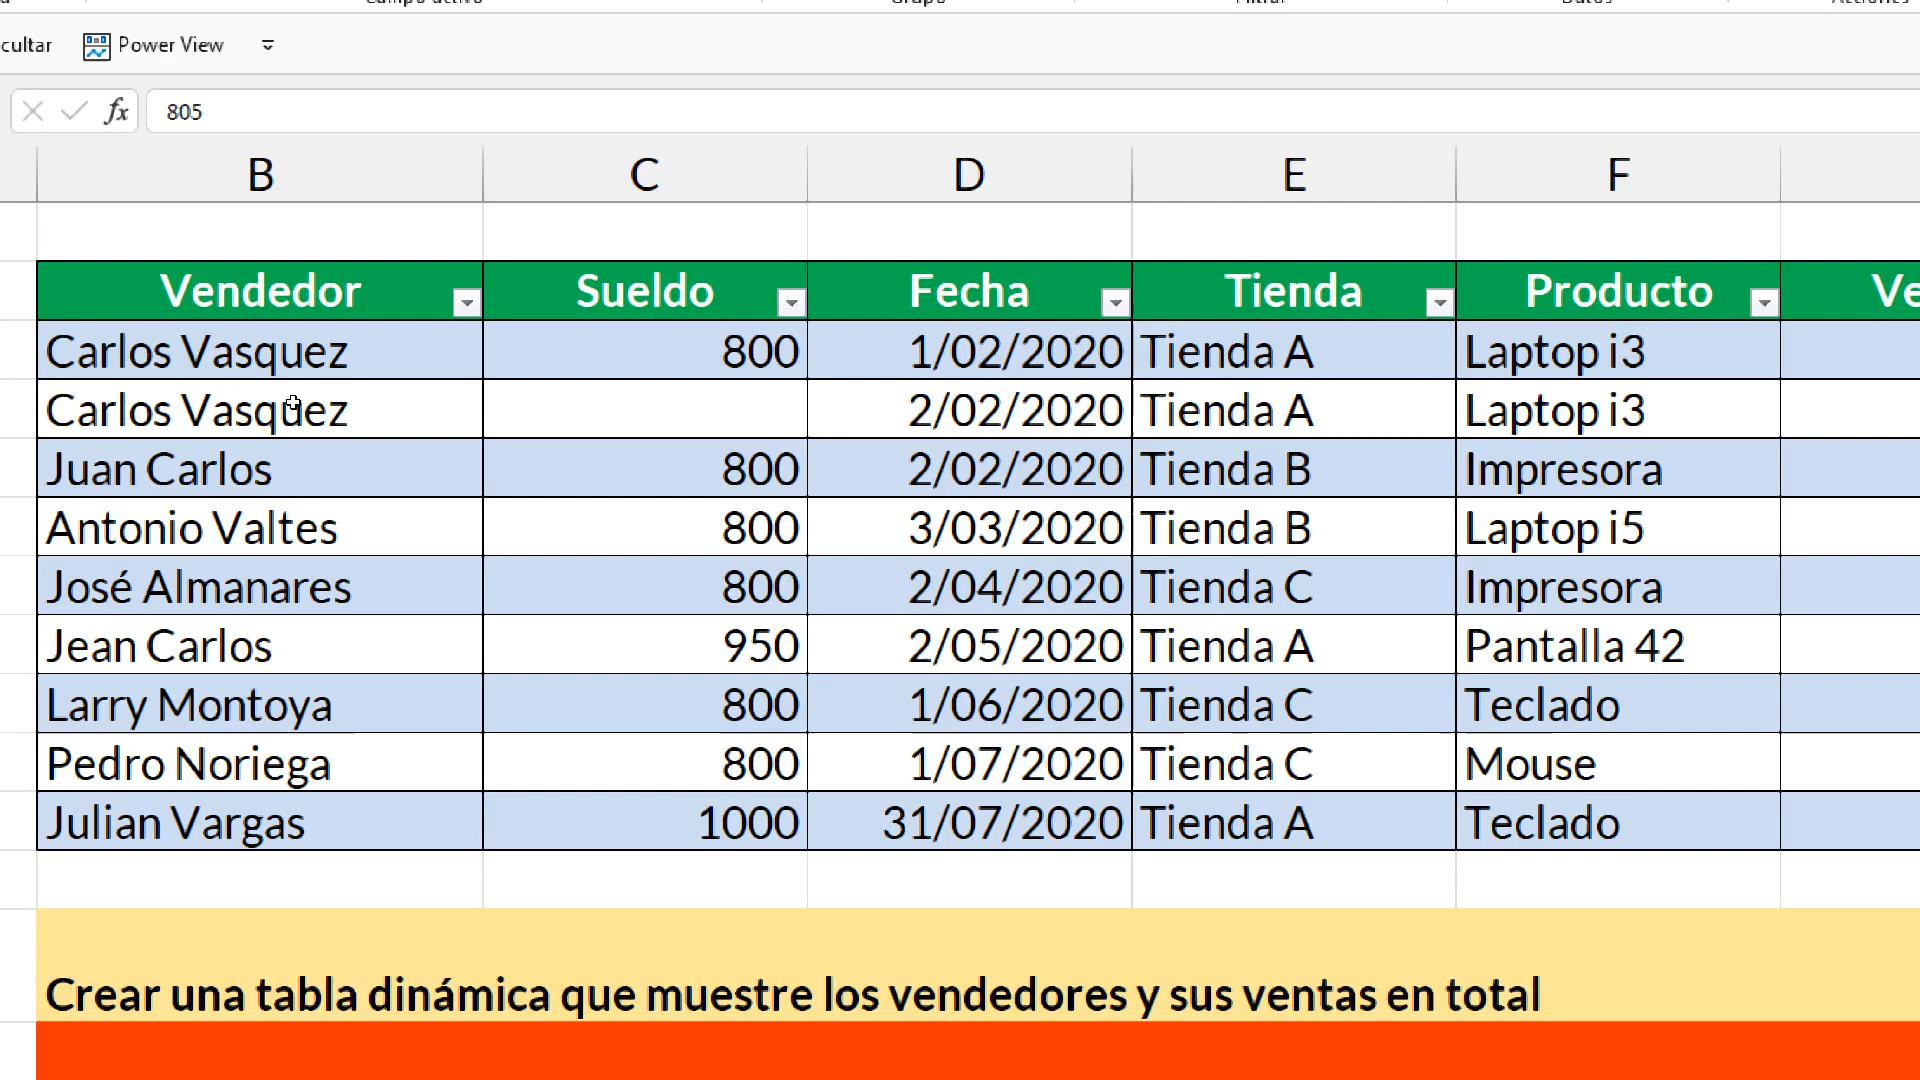 cultar Power View
fx 805
B C D E F
Vendedor Sueldo Fecha Tienda Producto Ve
Carlos Vasquez 800 1/02/2020 Tienda A Laptop i3
Carlos Vasquez 2/02/2020 Tienda A Laptop i3
Juan Carlos 800 2/02/2020 Tienda B Impresora
Antonio Valtes 800 3/03/2020 Tienda B Laptop i5
José Almanares 800 2/04/2020 Tienda C Impresora
Jean Carlos 950 2/05/2020 Tienda A Pantalla 42
Larry Montoya 800 1/06/2020 Tienda C Teclado
Pedro Noriega 800 1/07/2020 Tienda C Mouse
Julian Vargas 1000 31/07/2020 Tienda A Teclado
Crear una tabla dinámica que muestre los vendedores y sus ventas en total